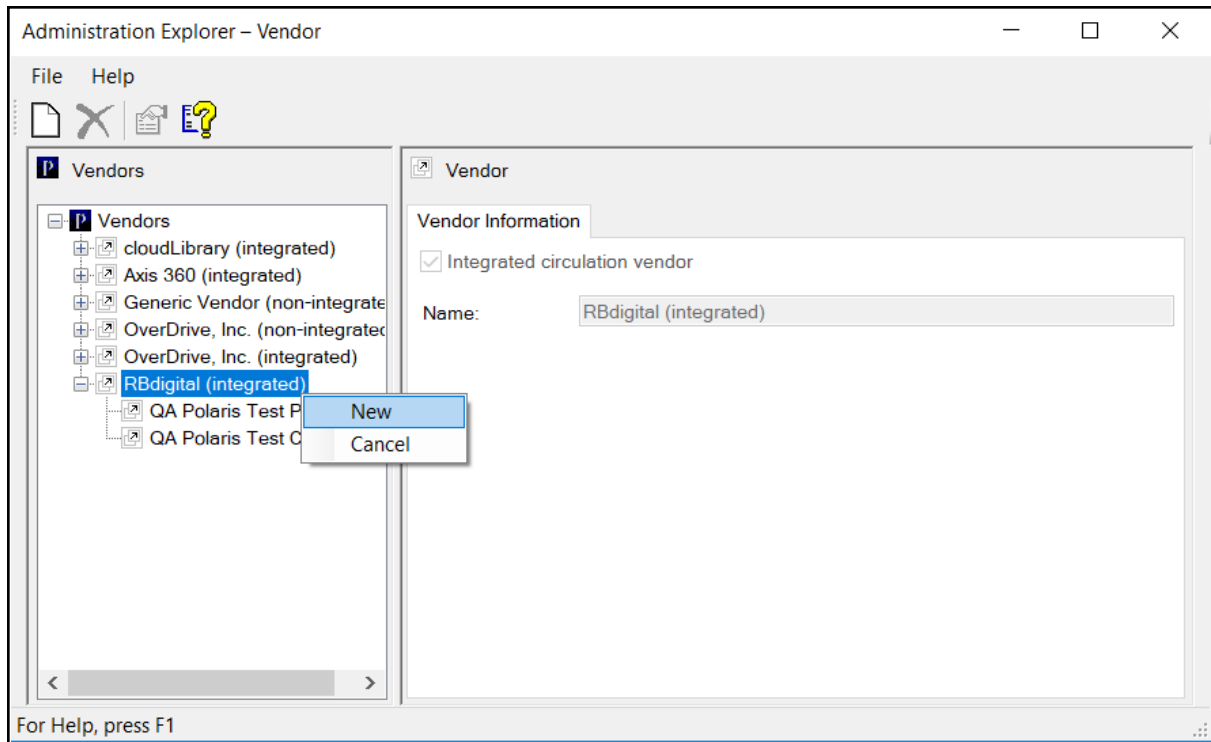 Administration Explorer – Vendor
File Help
P Vendors
Vendor
P Vendors
cloudLibrary (integrated)
Axis 360 (integrated)
Generic Vendor (non-integrate
OverDrive, Inc. (non-integrated
OverDrive, Inc. (integrated)
RBdigital (integrated)
QA Polaris Test P
QA Polaris Test C
New
Cancel
Vendor Information
Integrated circulation vendor
Name: RBdigital (integrated)
For Help, press F1